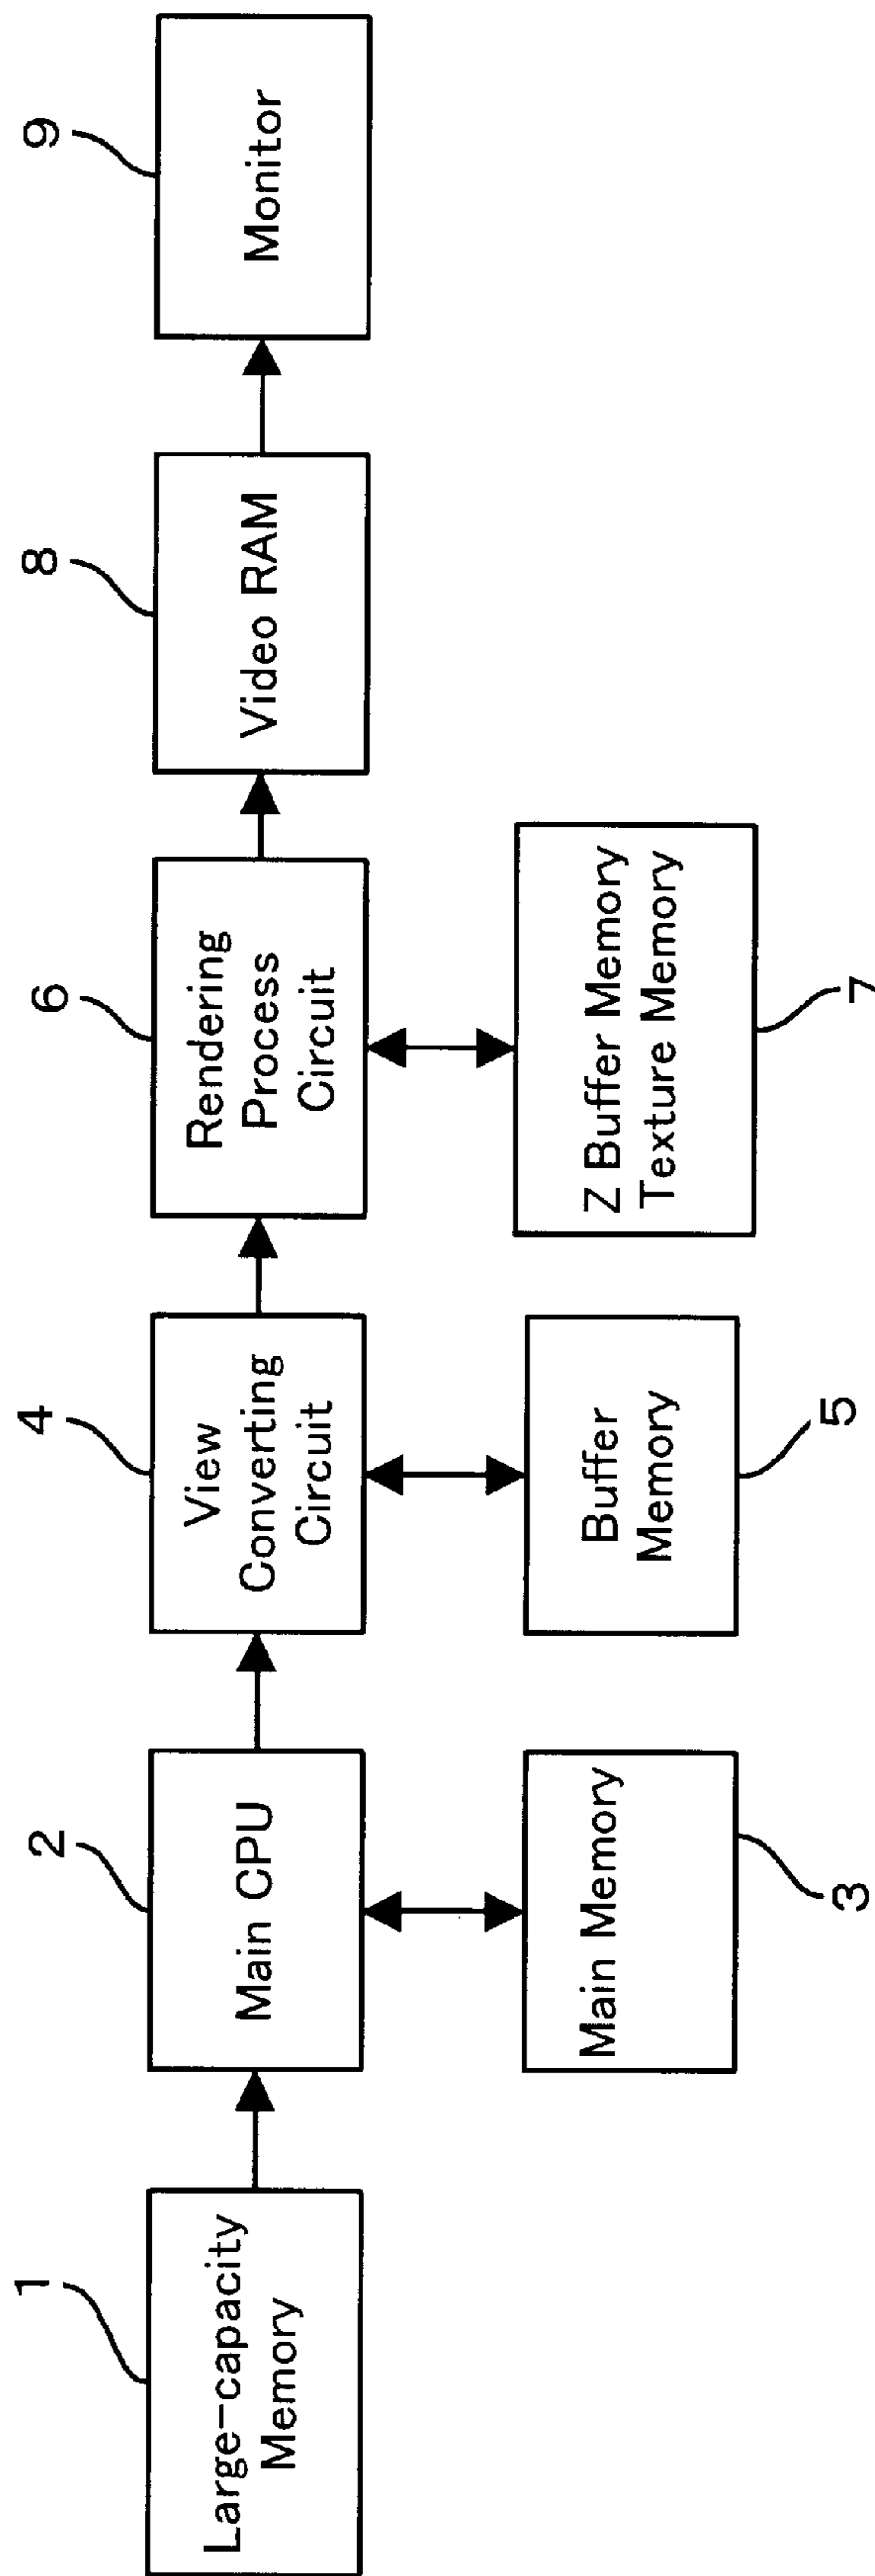 1
Large-capacity
Memory
2
Main CPU
3
Main Memory
4
View
Converting
Circuit
5
Buffer
Memory
6
Rendering
Process
Circuit
7
Z Buffer Memory
Texture Memory
8
Video RAM
9
Monitor